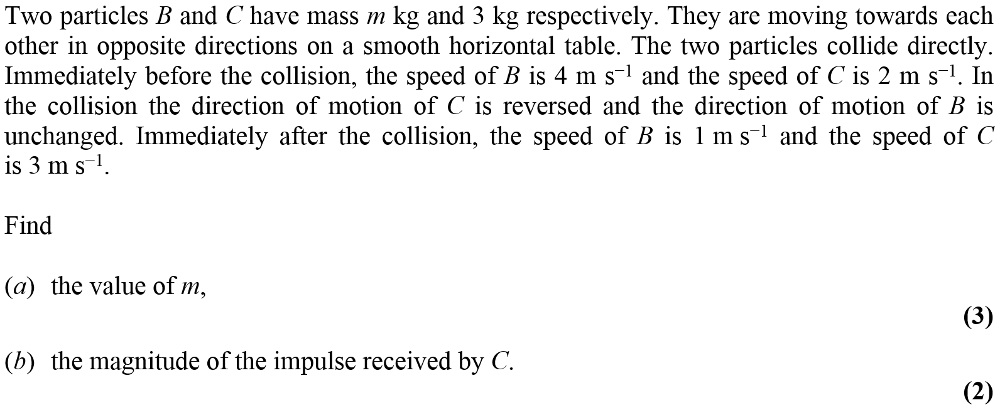 Two particles B and C have mass m kg and 3 kg respectively. They are moving towards each
other in opposite directions on a smooth horizontal table. The two particles collide directly.
Immediately before the collision, the speed of B is 4 m s⁻¹ and the speed of C is 2 m s⁻¹. In
the collision the direction of motion of C is reversed and the direction of motion of B is
unchanged. Immediately after the collision, the speed of B is 1 m s⁻¹ and the speed of C
is 3 m s⁻¹.
Find
(a) the value of m,
(3)
(b) the magnitude of the impulse received by C.
(2)